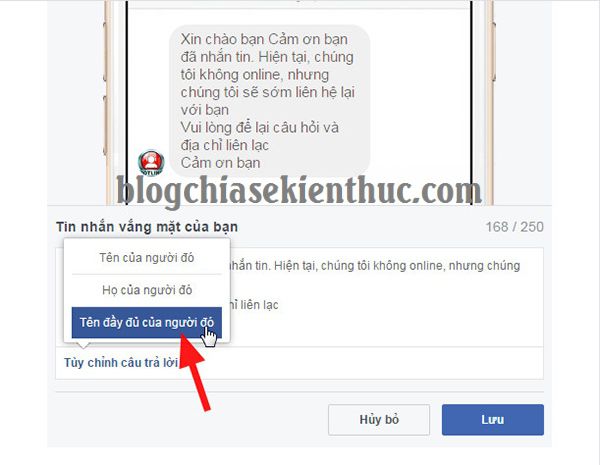 Xin chào bạn Cảm ơn bạn
đã nhắn tin. Hiện tại, chúng
tôi không online, nhưng
chúng tôi sẽ sớm liên hệ lại
với bạn
Vui lòng để lại câu hỏi và
địa chỉ liên lạc
Cảm ơn bạn
HOTLINE
blogchiasekienthuc.com
Tin nhắn vắng mặt của bạn 168 / 250
Tên của người đó
nhắn tin. Hiện tại, chúng tôi không online, nhưng chúng
Họ của người đó
hỉ liên lạc
Tên đầy đủ của người đó
Tùy chỉnh câu trả lời
Hủy bỏ Lưu